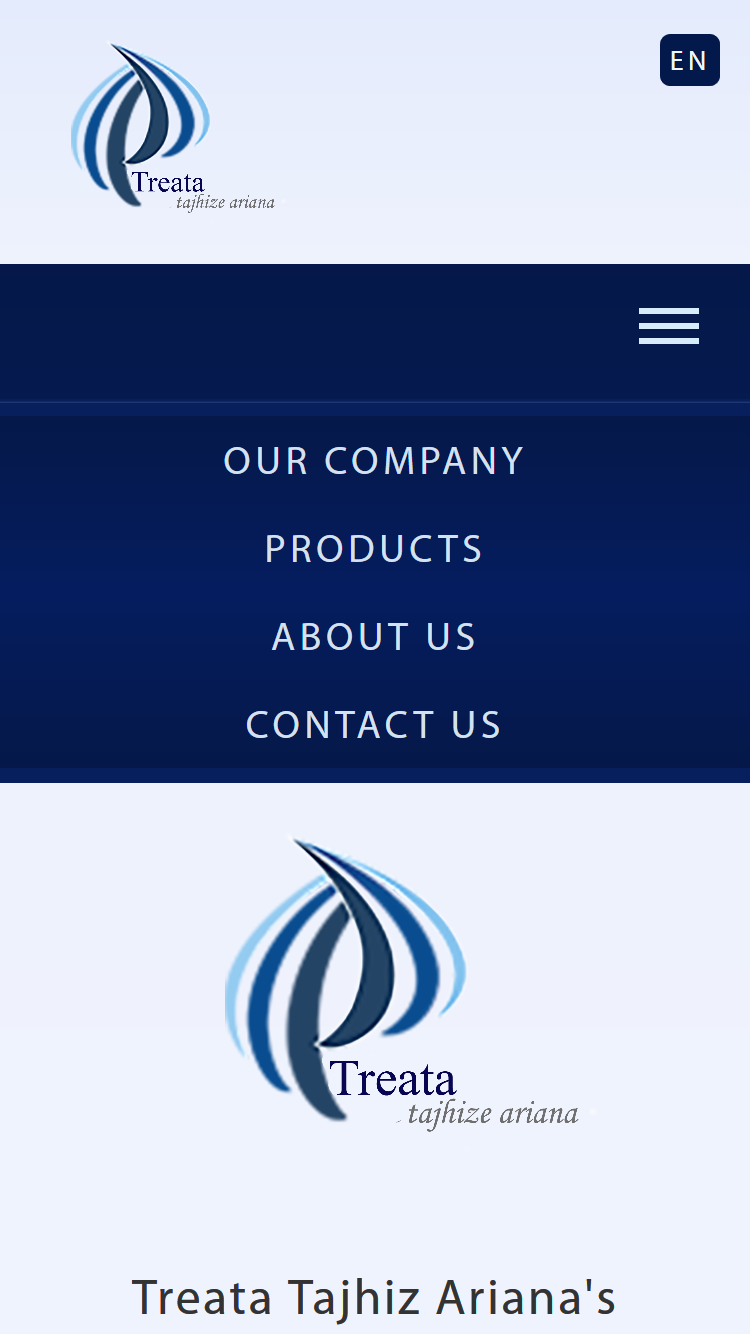 EN
Treata
tajhize ariana
OUR COMPANY
PRODUCTS
ABOUT US
CONTACT US
Treata
tajhize ariana
Treata Tajhiz Ariana's